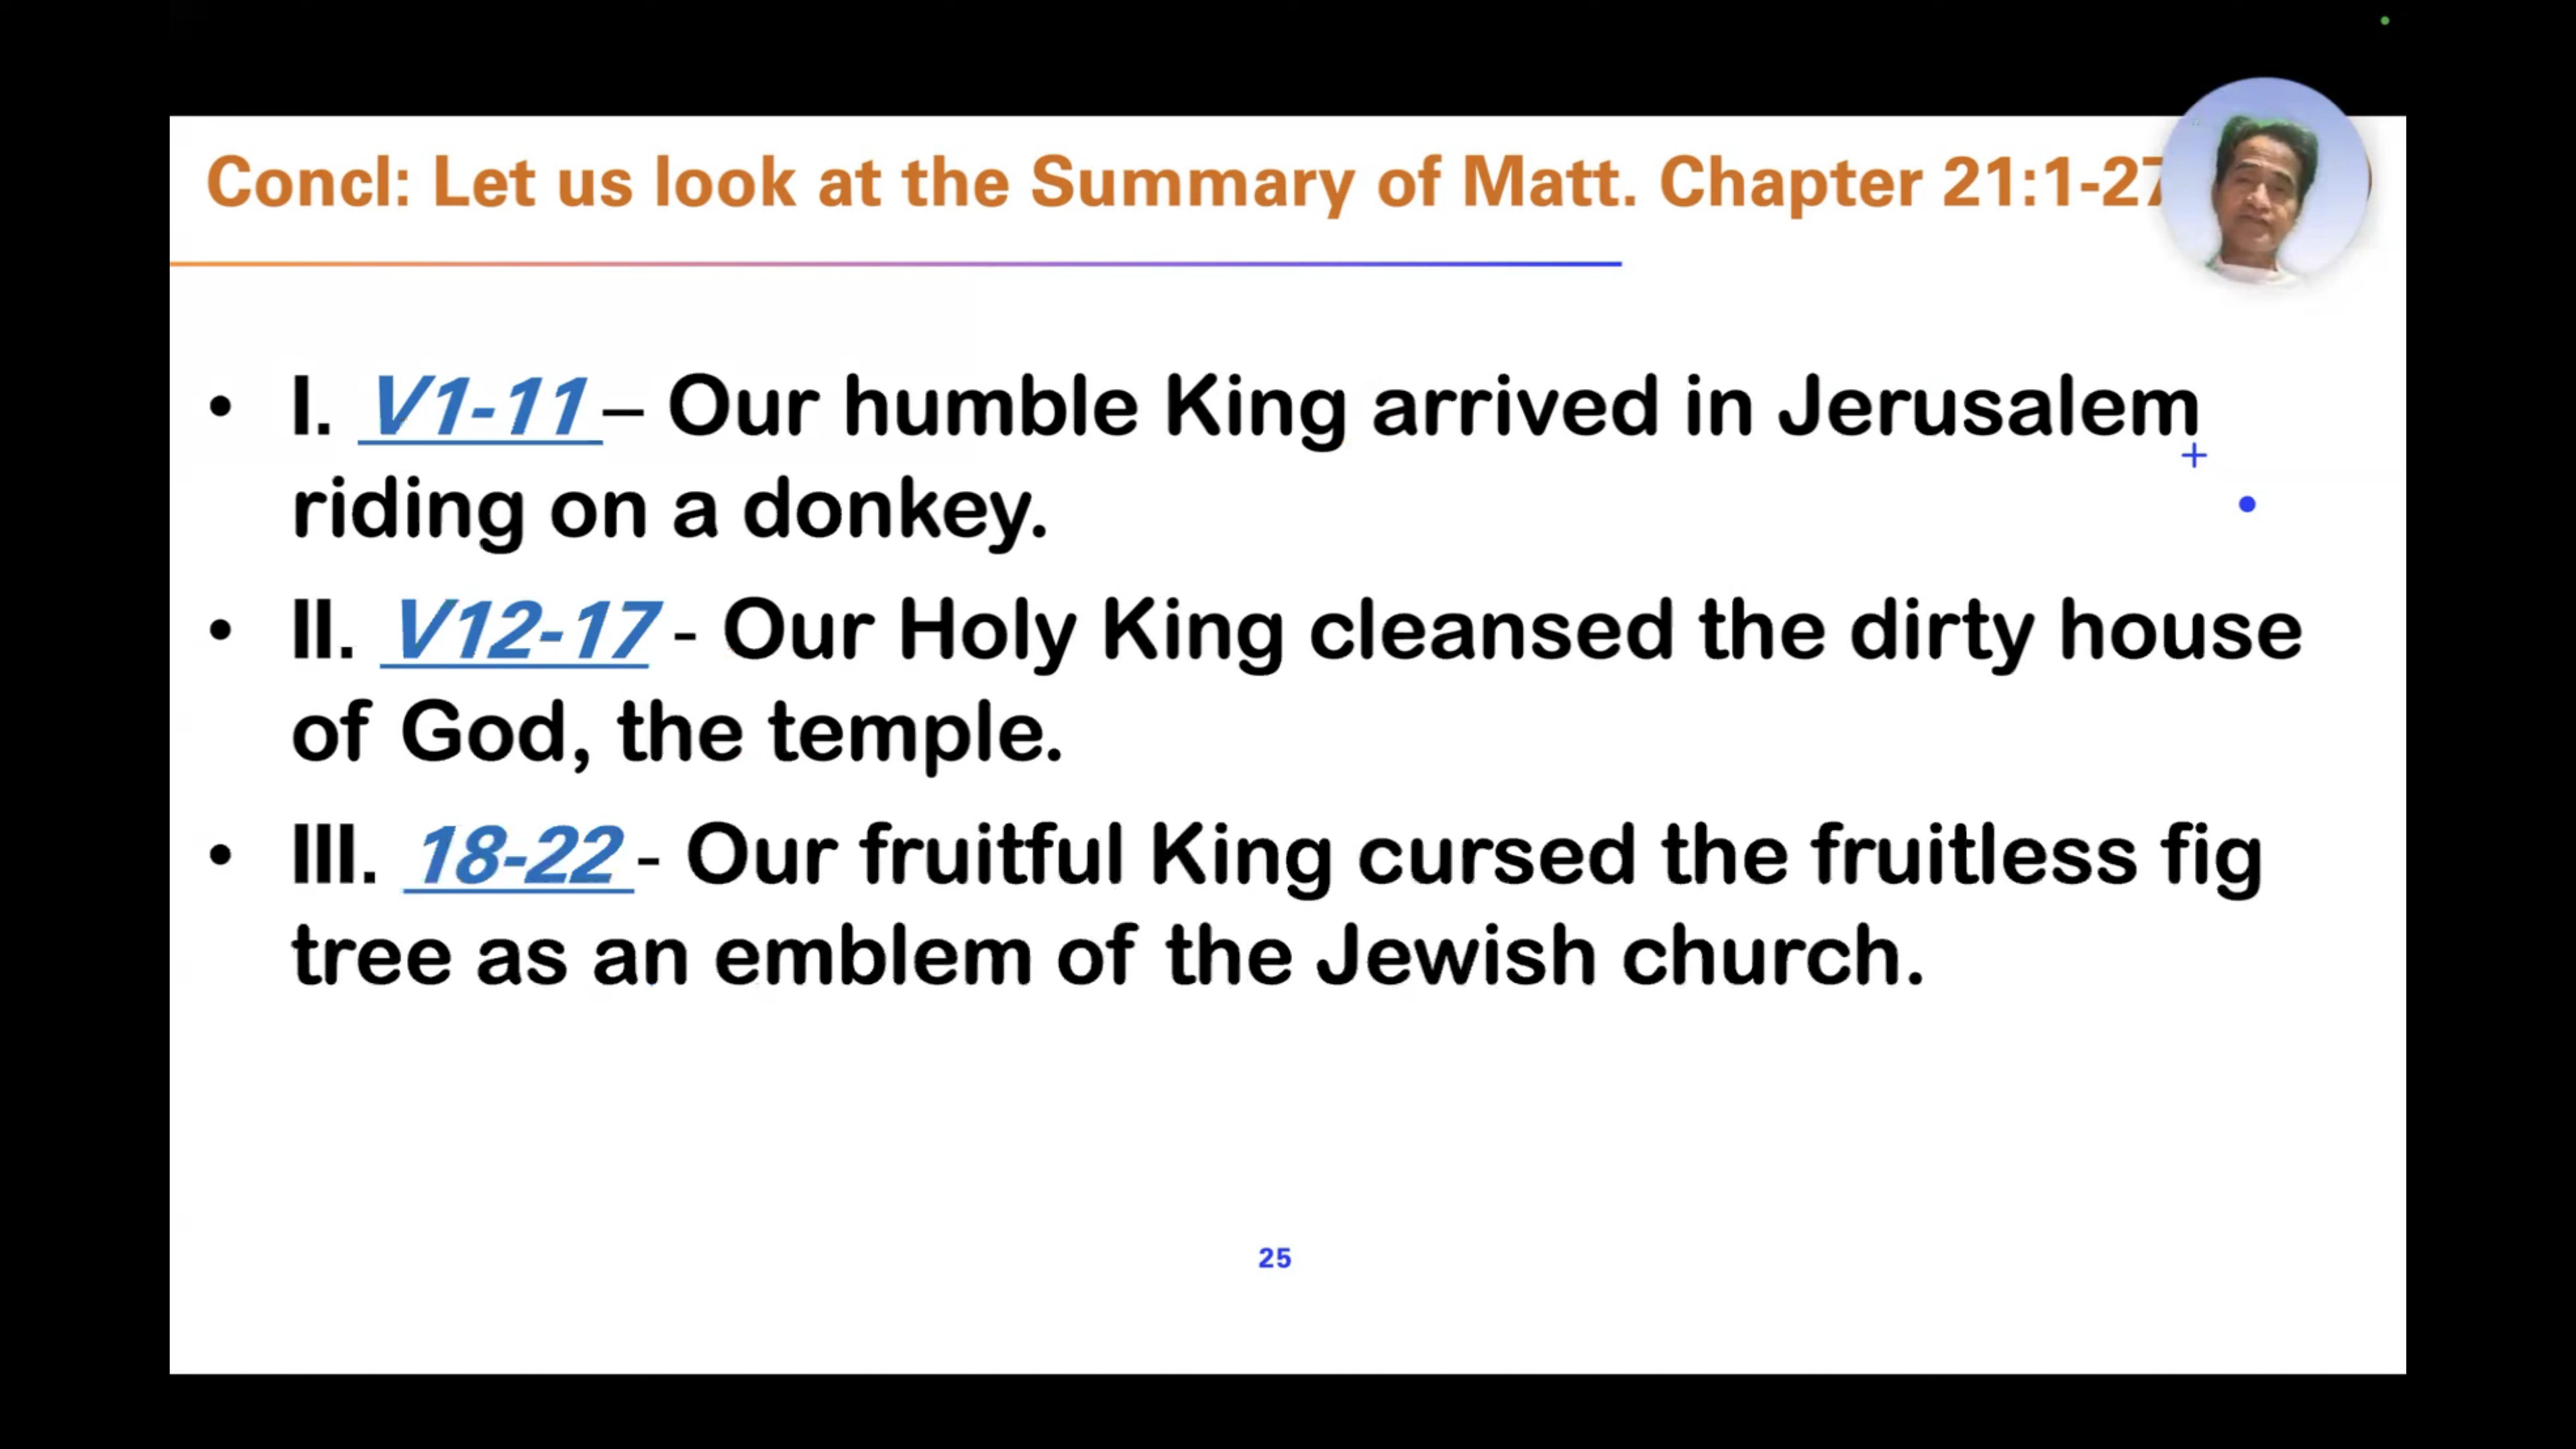 Concl: Let us look at the Summary of Matt. Chapter 21:1-27
• I. V1-11 – Our humble King arrived in Jerusalem
riding on a donkey.
• II. V12-17 - Our Holy King cleansed the dirty house
of God, the temple.
• III. 18-22 - Our fruitful King cursed the fruitless fig
tree as an emblem of the Jewish church.
25